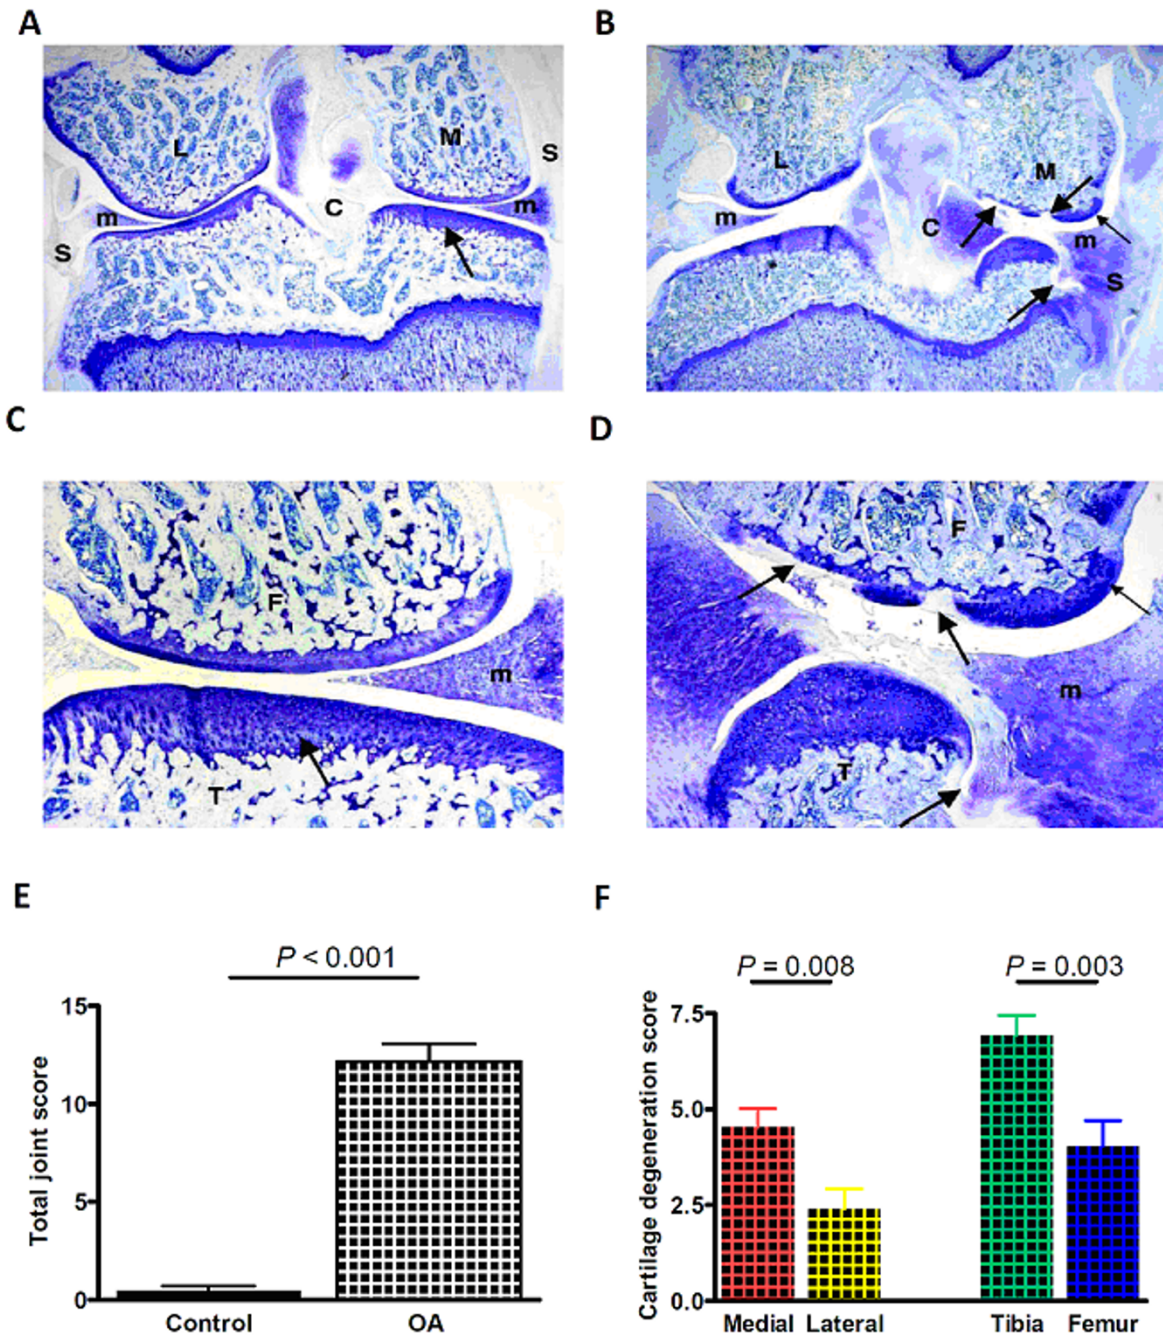 A
B
L
M
S
m
C
m
S
L
M
m
C
m
S
C
D
F
m
T
F
m
T
E
F
P < 0.001
15
10
5
0
Total joint score
Control
OA
P = 0.008
P = 0.003
7.5
5.0
2.5
0.0
Cartilage degeneration score
Medial
Lateral
Tibia
Femur